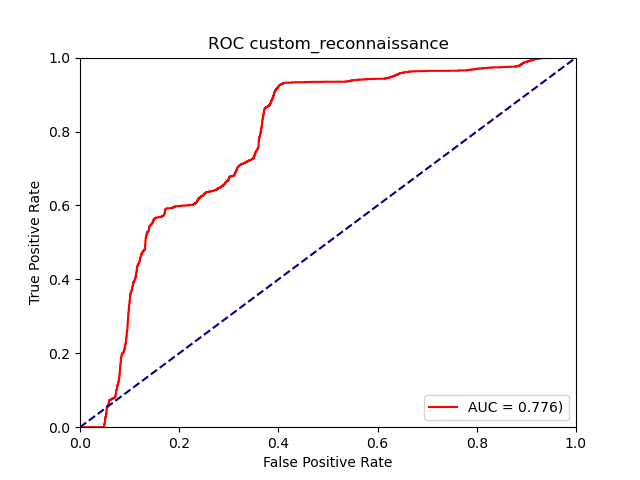 ROC custom_reconnaissance
True Positive Rate
1.0
0.8
0.6
0.4
0.2
0.0
AUC = 0.776)
0.0 0.2 0.4 0.6 0.8 1.0
False Positive Rate